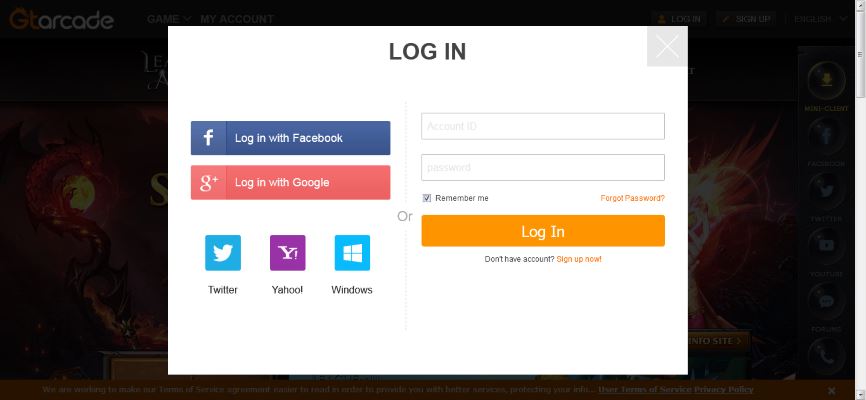 Gtarcade
GAME
MY ACCOUNT
LOG IN
SIGN UP
ENGLISH
LOG IN
Log in with Facebook
g+ Log in with Google
Twitter
Yahoo!
Windows
Or
Account ID
password
Remember me
Forgot Password?
Log In
Don't have account? Sign up now!
MINI-CLIENT
FACEBOOK
TWITTER
YOUTUBE
FORUMS
INFO SITE >
We are working to make our Terms of Service agreement easier to read in order to provide you with better services, protecting your info... User Terms of Service Privacy Policy